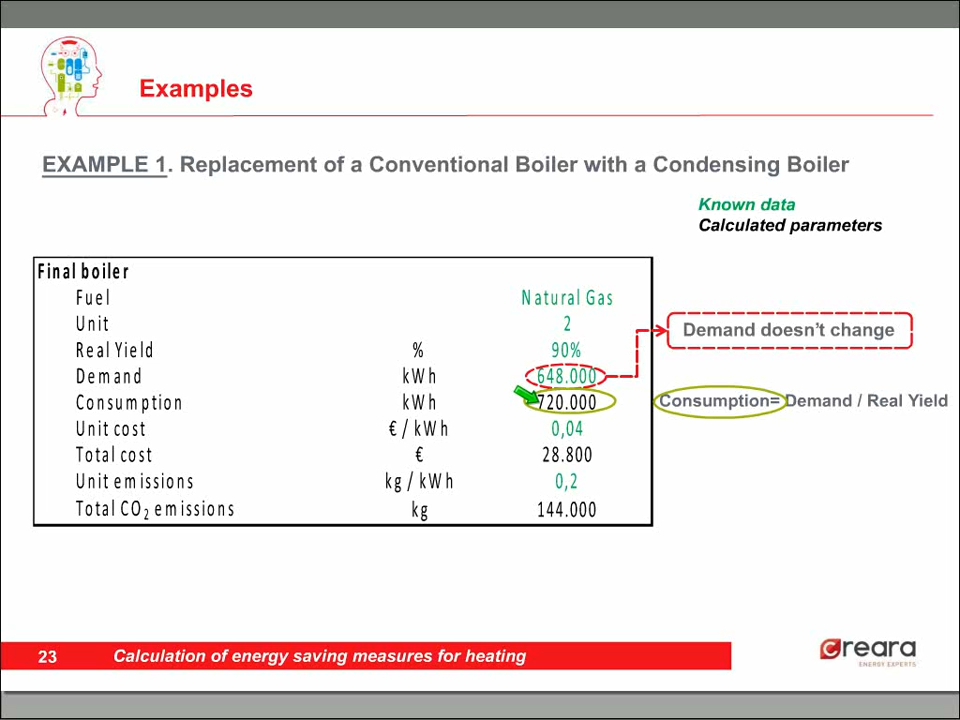 Examples
EXAMPLE 1. Replacement of a Conventional Boiler with a Condensing Boiler
Known data
Calculated parameters
Final boiler
Fuel Natural Gas
Unit 2
Real Yield % 90%
Demand kWh 648.000
Consumption kWh 720.000
Unit cost € / kWh 0,04
Total cost € 28.800
Unit emissions kg / kWh 0,2
Total CO₂ emissions kg 144.000
Demand doesn't change
Consumption= Demand / Real Yield
23 Calculation of energy saving measures for heating
creara
ENERGY EXPERTS